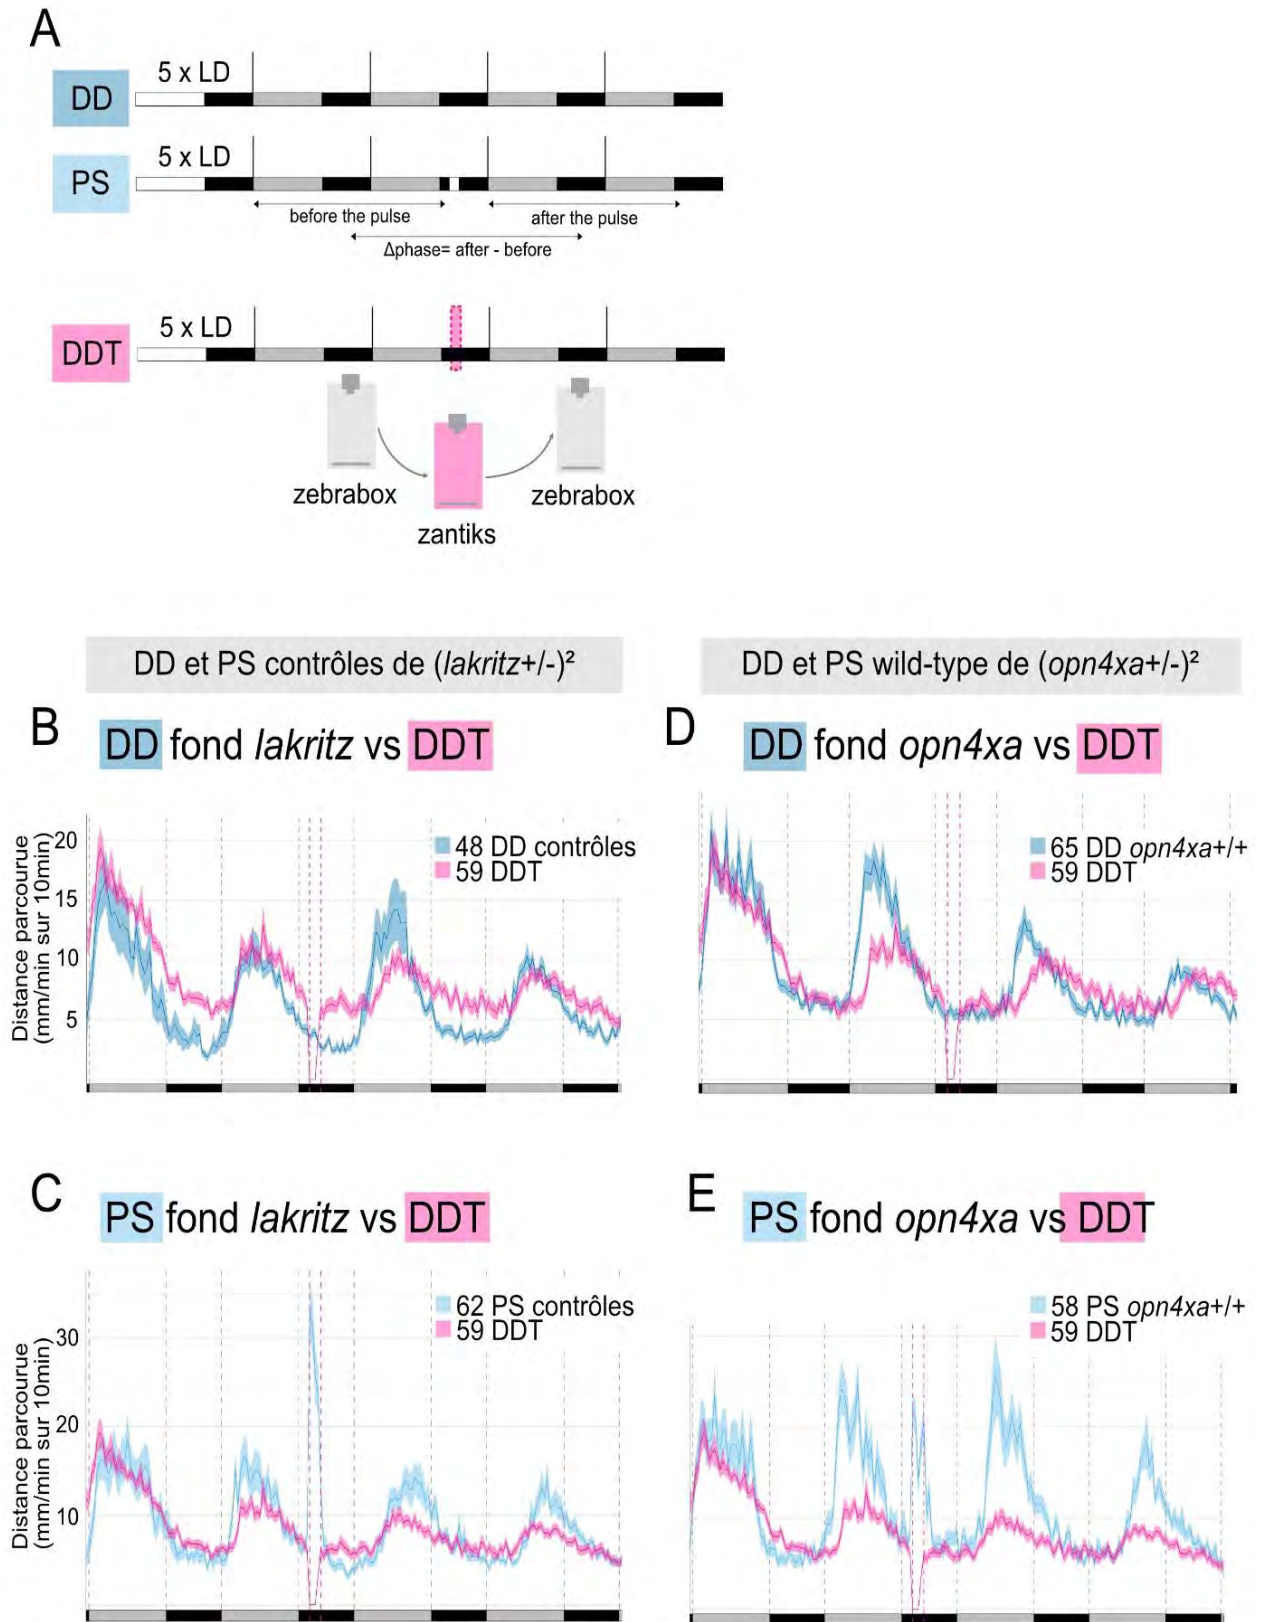 A
5 x LD
DD
5 x LD
PS
before the pulse
after the pulse
Δphase= after - before
5 x LD
DDT
zebrabox
zebrabox
zantiks
DD et PS contrôles de (lakritz+/-)²
DD et PS wild-type de (opn4xa+/-)²
B
DD fond lakritz vs DDT
Distance parcourue
(mm/min sur 10min)
20
15
10
5
48 DD contrôles
59 DDT
D
DD fond opn4xa vs DDT
65 DD opn4xa+/+
59 DDT
C
PS fond lakritz vs DDT
Distance parcourue
(mm/min sur 10min)
30
20
10
62 PS contrôles
59 DDT
E
PS fond opn4xa vs DDT
58 PS opn4xa+/+
59 DDT